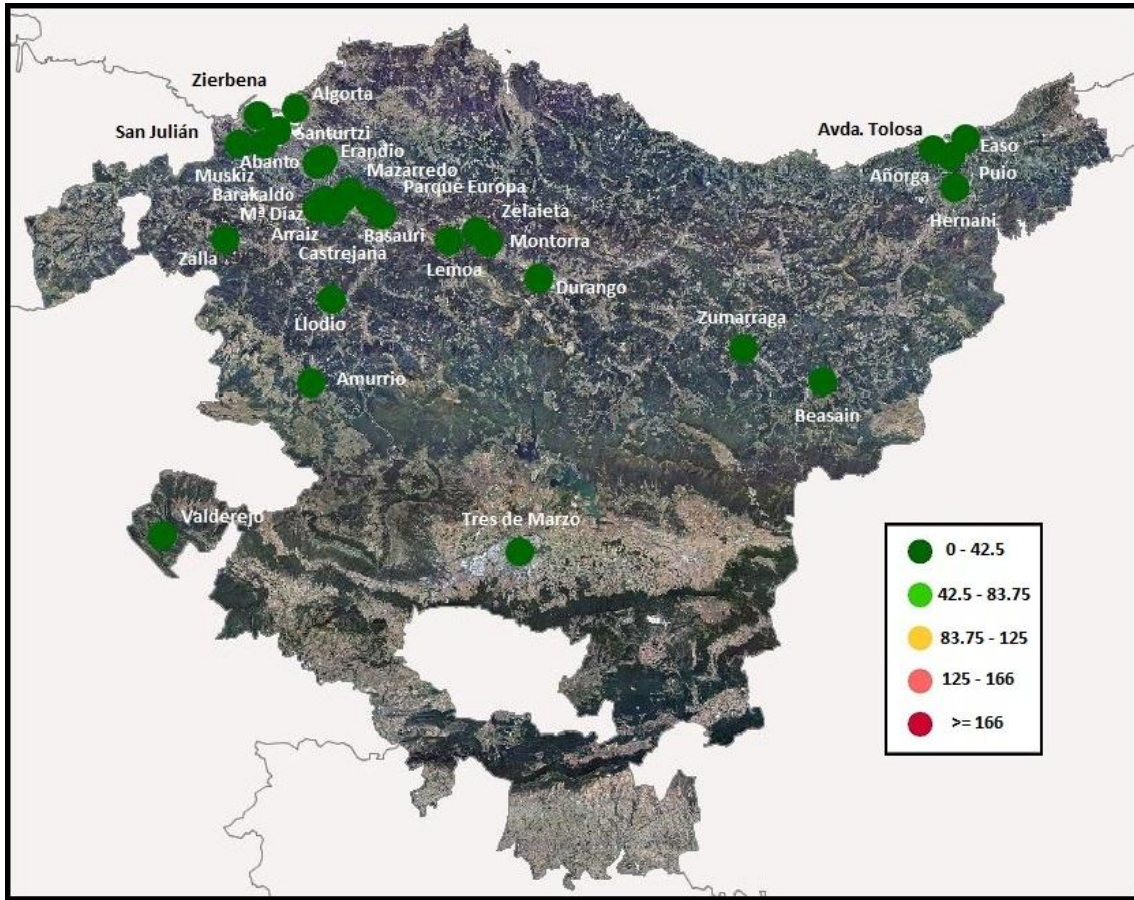 Zierbena
Algorta
San Julián
Santurtzi
Abanto
Erandio
Muskiz
Mazarredo
Barakaldo
Parque Europa
Mª Díaz
Arraiz
Castrejana
Basauri
Zelaieta
Zalla
Lemoa
Montorra
Durango
Llodio
Amurrio
Avda. Tolosa
Easo
Añorga
Puio
Hernani
Zumarraga
Beasain
Valderejo
Tres de Marzo
0 - 42.5
42.5 - 83.75
83.75 - 125
125 - 166
>= 166